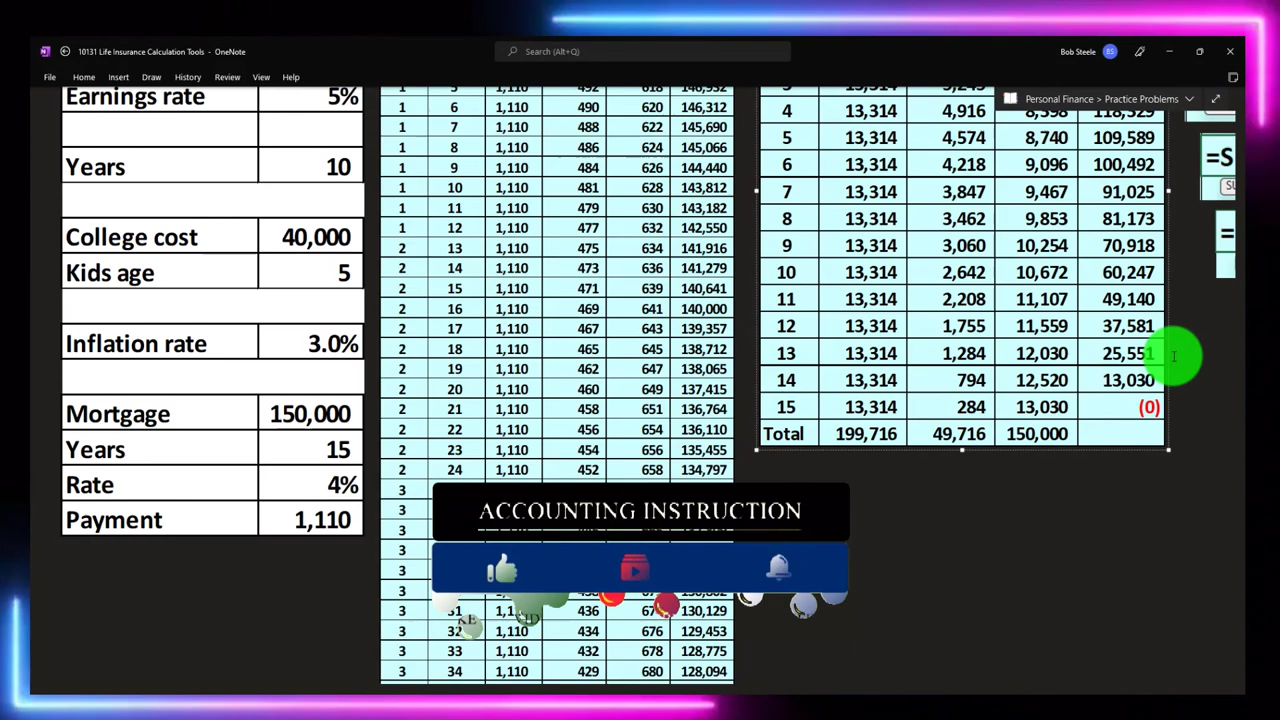 10131 Life Insurance Calculation Tools - OneNote
Search (Alt+Q)
Bob Steele
BS
File Home Insert Draw History Review View Help
Personal Finance > Practice Problems
Earnings rate 5%
Years 10
College cost 40,000
Kids age 5
Inflation rate 3.0%
Mortgage 150,000
Years 15
Rate 4%
Payment 1,110
1 6 1,110 490 620 146,312
1 7 1,110 488 622 145,690
1 8 1,110 486 624 145,066
1 9 1,110 484 626 144,440
1 10 1,110 481 628 143,812
1 11 1,110 479 630 143,182
1 12 1,110 477 632 142,550
2 13 1,110 475 634 141,916
2 14 1,110 473 636 141,279
2 15 1,110 471 639 140,641
2 16 1,110 469 641 140,000
2 17 1,110 467 643 139,357
2 18 1,110 465 645 138,712
2 19 1,110 462 647 138,065
2 20 1,110 460 649 137,415
2 21 1,110 458 651 136,764
2 22 1,110 456 654 136,110
2 23 1,110 454 656 135,455
2 24 1,110 452 658 134,797
3
3
3
3
3
3
3 31 436 130,129
3 32 1,110 434 676 129,453
3 33 1,110 432 678 128,775
3 34 1,110 429 680 128,094
4 13,314 4,916
5 13,314 4,574 8,740 109,589
6 13,314 4,218 9,096 100,492
7 13,314 3,847 9,467 91,025
8 13,314 3,462 9,853 81,173
9 13,314 3,060 10,254 70,918
10 13,314 2,642 10,672 60,247
11 13,314 2,208 11,107 49,140
12 13,314 1,755 11,559 37,581
13 13,314 1,284 12,030 25,551
14 13,314 794 12,520 13,030
15 13,314 284 13,030 (0)
Total 199,716 49,716 150,000
=S
SU
=
ACCOUNTING INSTRUCTION